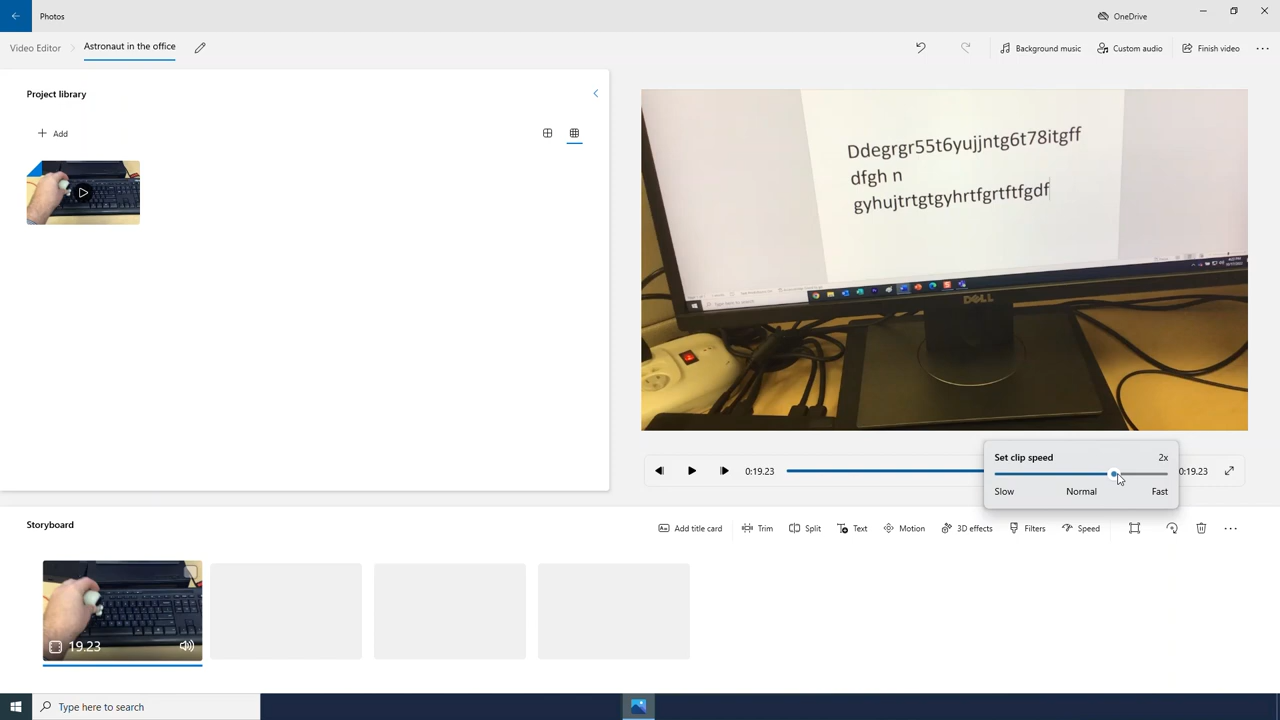 Photos
OneDrive
Video Editor
Astronaut in the office
Background music
Custom audio
Finish video
Project library
Add
Ddegrgr55t6yujjntg6t78itgff
dfgh n
gyhujtrtgtgyhrtfgrtftfgdf
DELL
0:19.23
0:19.23
Set clip speed 2x
Slow Normal Fast
Storyboard
Add title card
Trim
Split
Text
Motion
3D effects
Filters
Speed
19.23
Type here to search